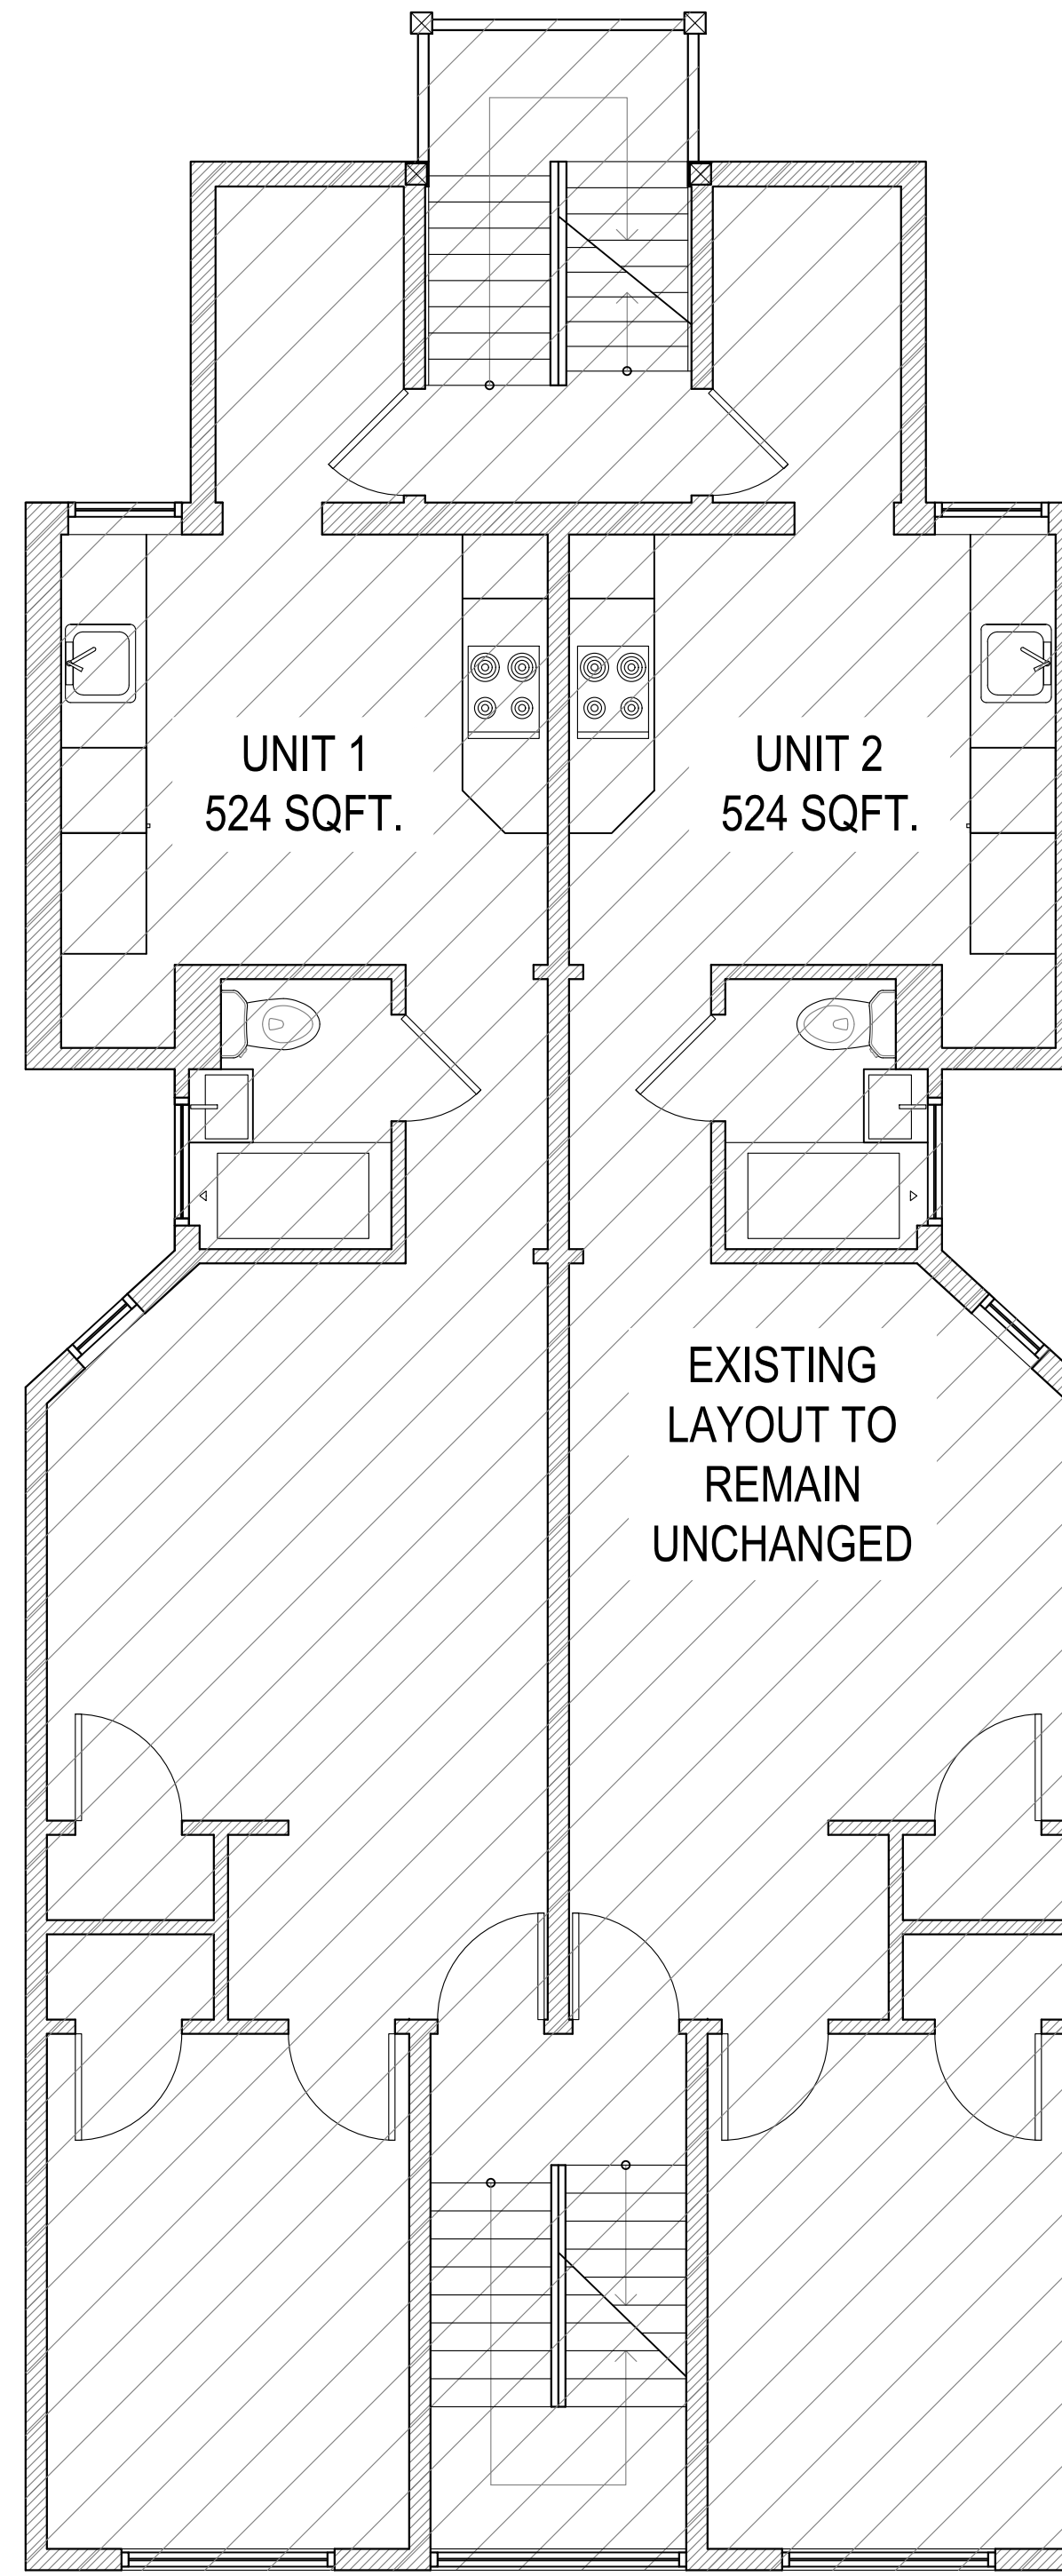 UNIT 1
524 SQFT.
UNIT 2
524 SQFT.
EXISTING
LAYOUT TO
REMAIN
UNCHANGED